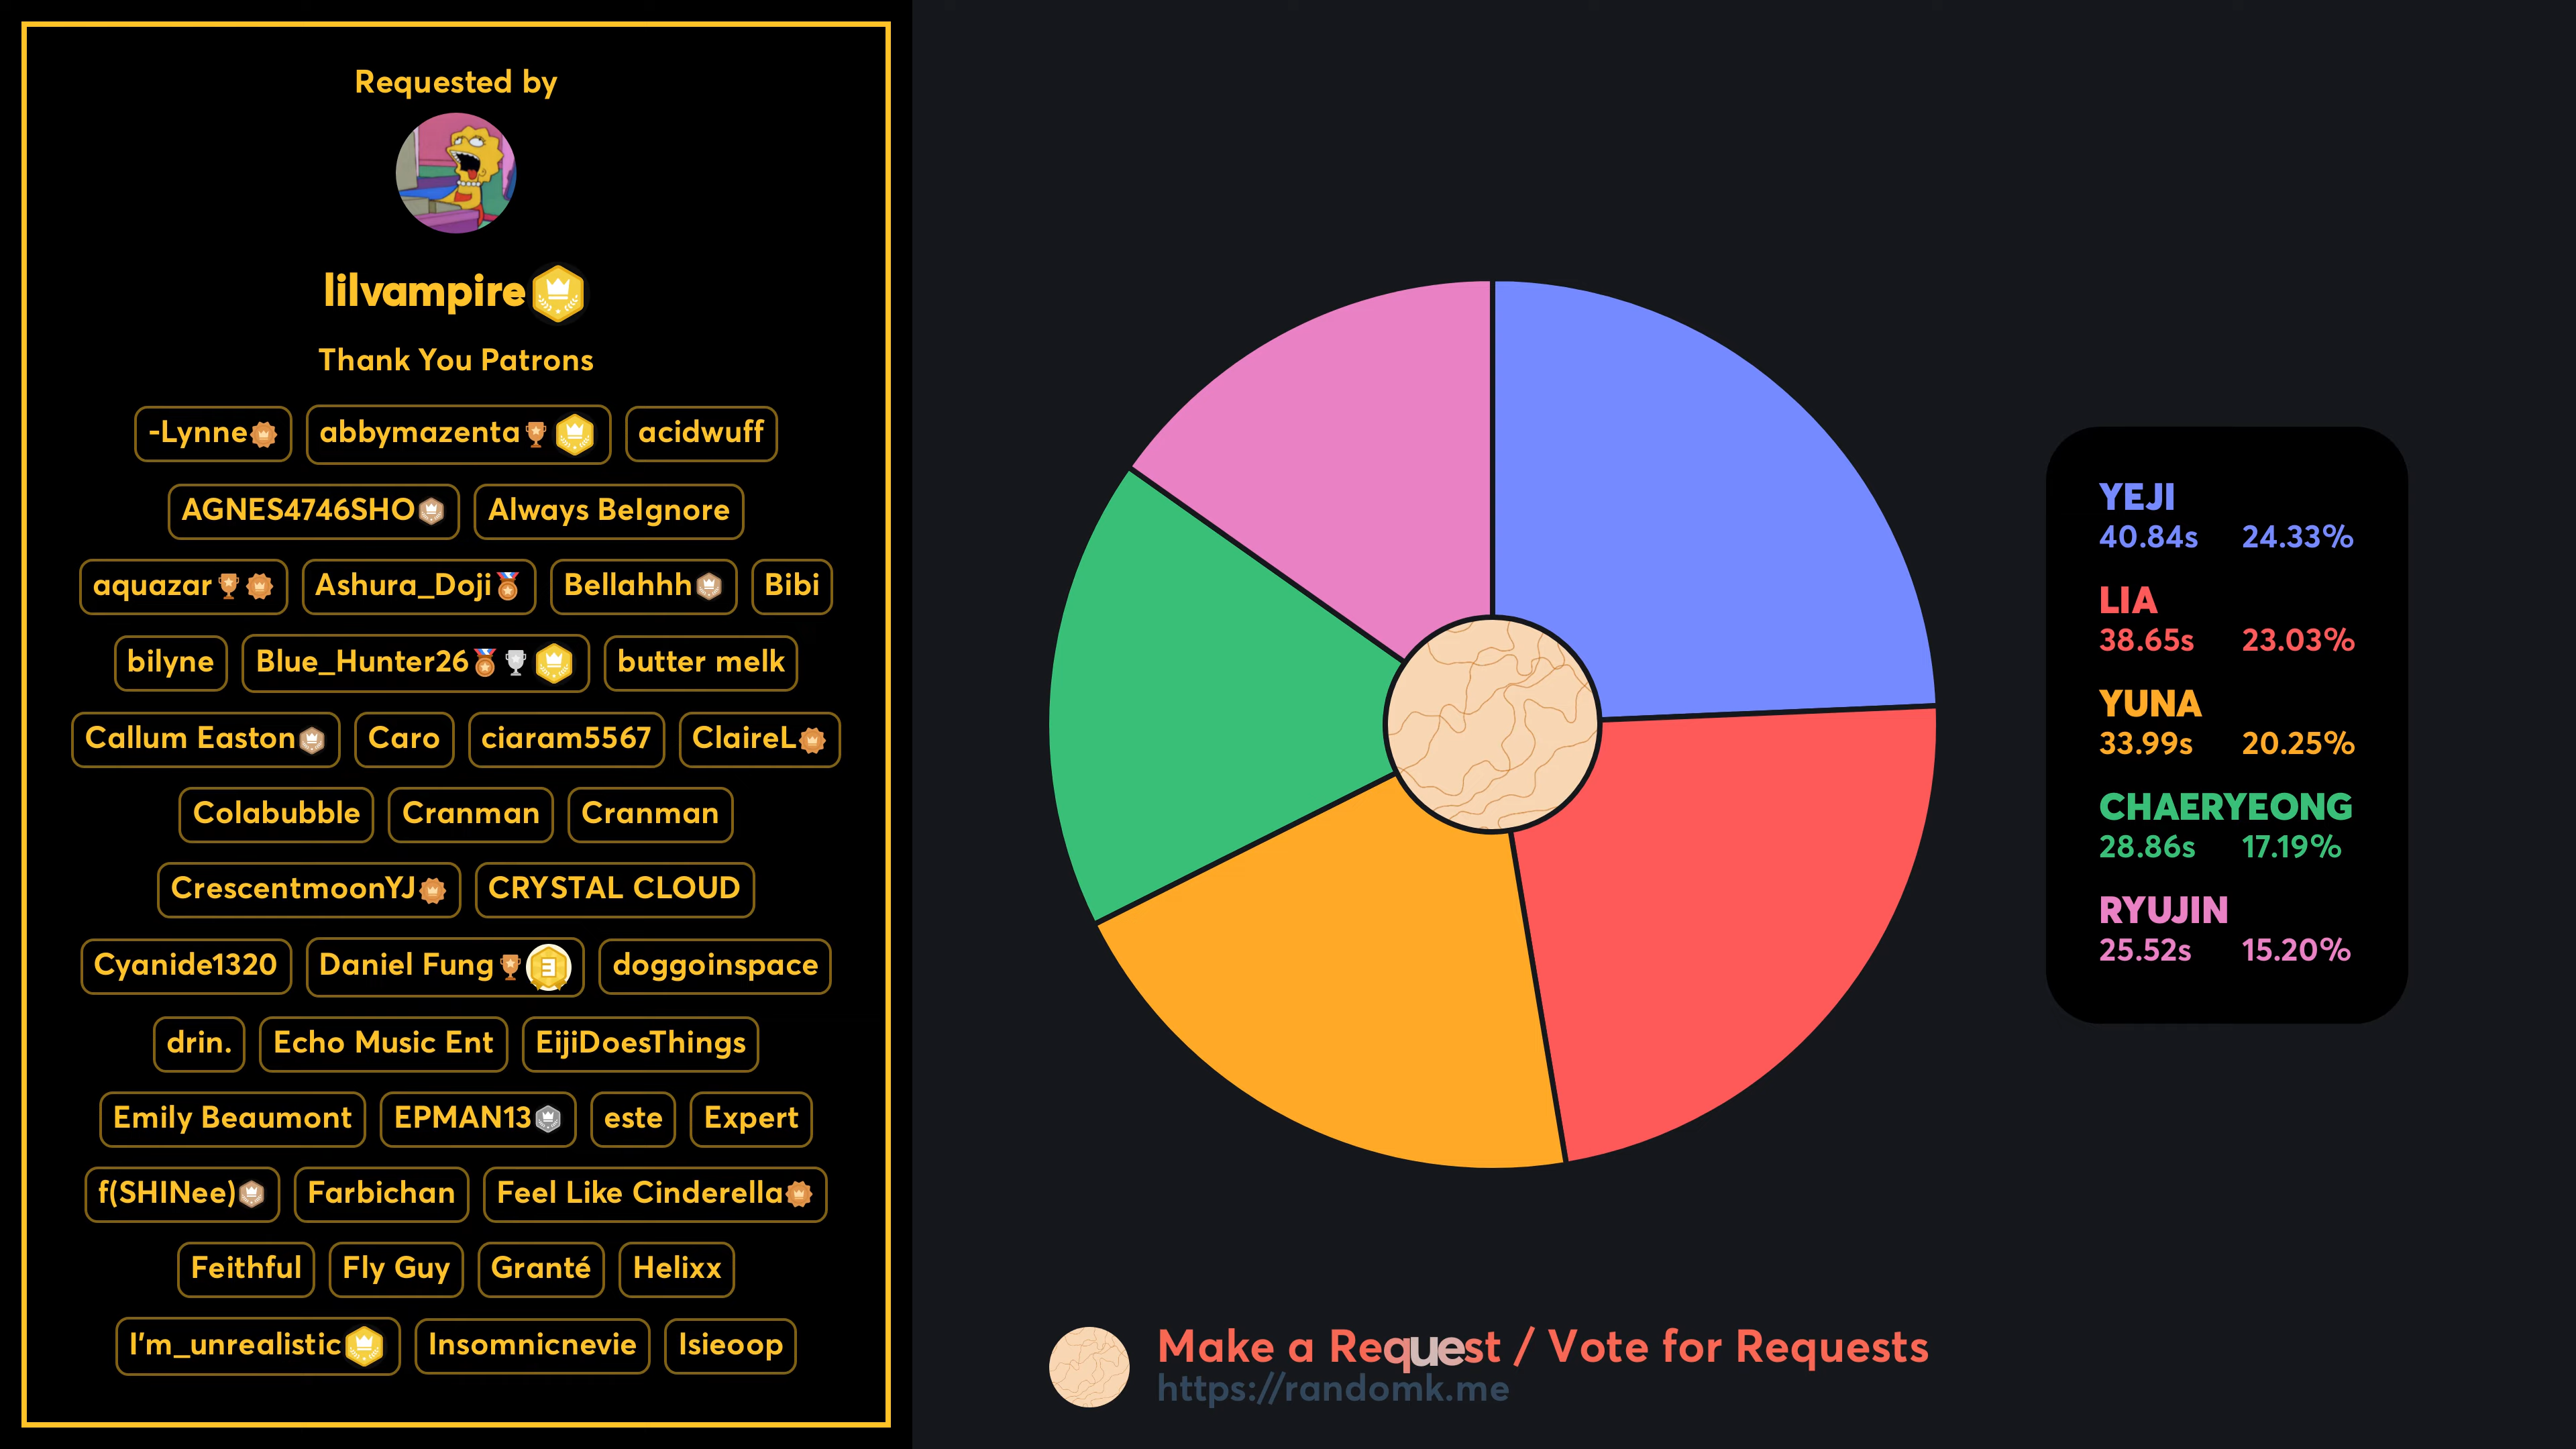 Requested by
lilvampire
Thank You Patrons
-Lynne abbymazenta acidwuff
AGNES4746SHO Always BeIgnore
aquazar Ashura_Doji Bellahhh Bibi
bilyne Blue_Hunter26 butter melk
Callum Easton Caro ciaram5567 ClaireL
Colabubble Cranman Cranman
CrescentmoonYJ CRYSTAL CLOUD
Cyanide1320 Daniel Fung 3 doggoinspace
drin. Echo Music Ent EijiDoesThings
Emily Beaumont EPMAN13 este Expert
f(SHINee) Farbichan Feel Like Cinderella
Feithful Fly Guy Granté Helixx
I'm_unrealistic Insomnicnevie Isieoop
YEJI
40.84s 24.33%
LIA
38.65s 23.03%
YUNA
33.99s 20.25%
CHAERYEONG
28.86s 17.19%
RYUJIN
25.52s 15.20%
Make a Request / Vote for Requests
https://randomk.me